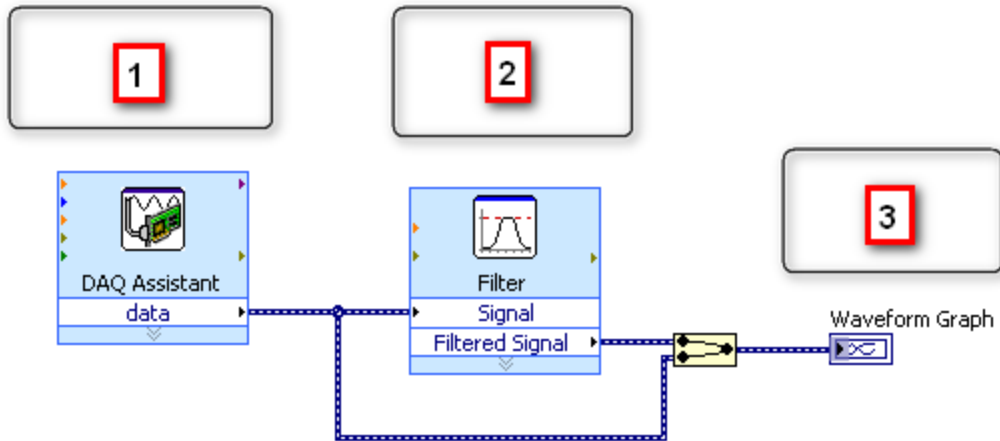 1
2
3
DAQ Assistant
data
Filter
Signal
Filtered Signal
Waveform Graph